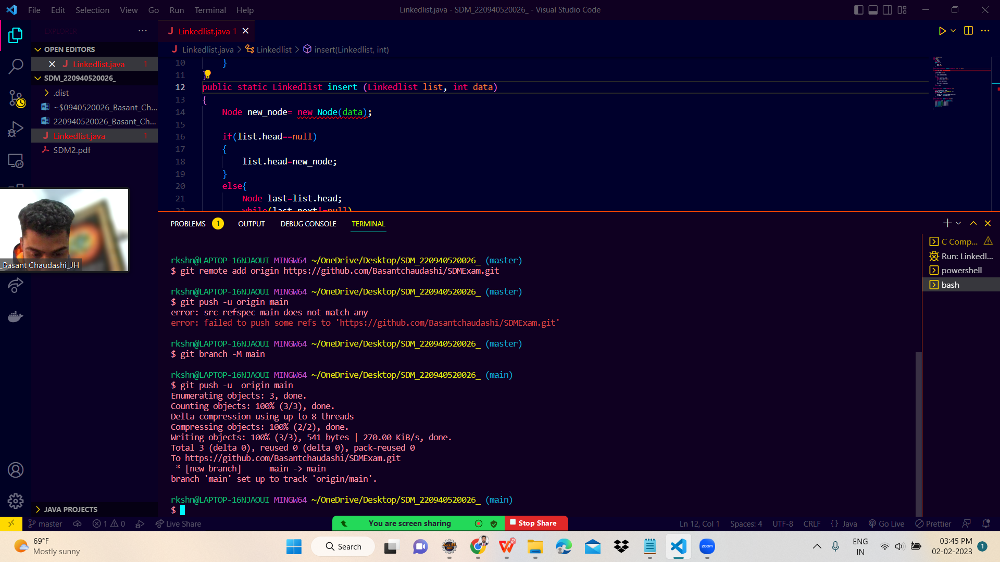 File Edit Selection View Go Run Terminal Help
Linkedlist.java - SDM_220940520026_ - Visual Studio Code
EXPLORER
OPEN EDITORS
Linkedlist.java 1
SDM_220940520026_
.dist
~$0940520026_Basant_Ch...
220940520026_Basant_Ch...
Linkedlist.java 1
SDM2.pdf
_Basant Chaudashi_JH
JAVA PROJECTS
Linkedlist.java 1
Linkedlist.java > Linkedlist > insert(Linkedlist, int)
10 }
11 }
12 public static Linkedlist insert (Linkedlist list, int data)
13 {
14 Node new_node= new Node(data);
15
16 if(list.head==null)
17 {
18 list.head=new_node;
19 }
20 else{
21 Node last=list.head;
22 while(last.next!=null)
PROBLEMS 1 OUTPUT DEBUG CONSOLE TERMINAL
rkshn@LAPTOP-16NJAOUI MINGW64 ~/OneDrive/Desktop/SDM_220940520026_ (master)
$ git remote add origin https://github.com/Basantchaudashi/SDMExam.git
rkshn@LAPTOP-16NJAOUI MINGW64 ~/OneDrive/Desktop/SDM_220940520026_ (master)
$ git push -u origin main
error: src refspec main does not match any
error: failed to push some refs to 'https://github.com/Basantchaudashi/SDMExam.git'
rkshn@LAPTOP-16NJAOUI MINGW64 ~/OneDrive/Desktop/SDM_220940520026_ (master)
$ git branch -M main
rkshn@LAPTOP-16NJAOUI MINGW64 ~/OneDrive/Desktop/SDM_220940520026_ (main)
$ git push -u  origin main
Enumerating objects: 3, done.
Counting objects: 100% (3/3), done.
Delta compression using up to 8 threads
Compressing objects: 100% (2/2), done.
Writing objects: 100% (3/3), 541 bytes | 270.00 KiB/s, done.
Total 3 (delta 0), reused 0 (delta 0), pack-reused 0
To https://github.com/Basantchaudashi/SDMExam.git
 * [new branch]      main -> main
branch 'main' set up to track 'origin/main'.
rkshn@LAPTOP-16NJAOUI MINGW64 ~/OneDrive/Desktop/SDM_220940520026_ (main)
$
C Comp...
Run: Linkedl...
powershell
bash
master 1 0 Live Share
You are screen sharing Stop Share
Ln 12, Col 1 Spaces: 4 UTF-8 CRLF {} Java Go Live Prettier
69°F
Mostly sunny
Search
zoom
ENG
IN
03:45 PM
02-02-2023
1